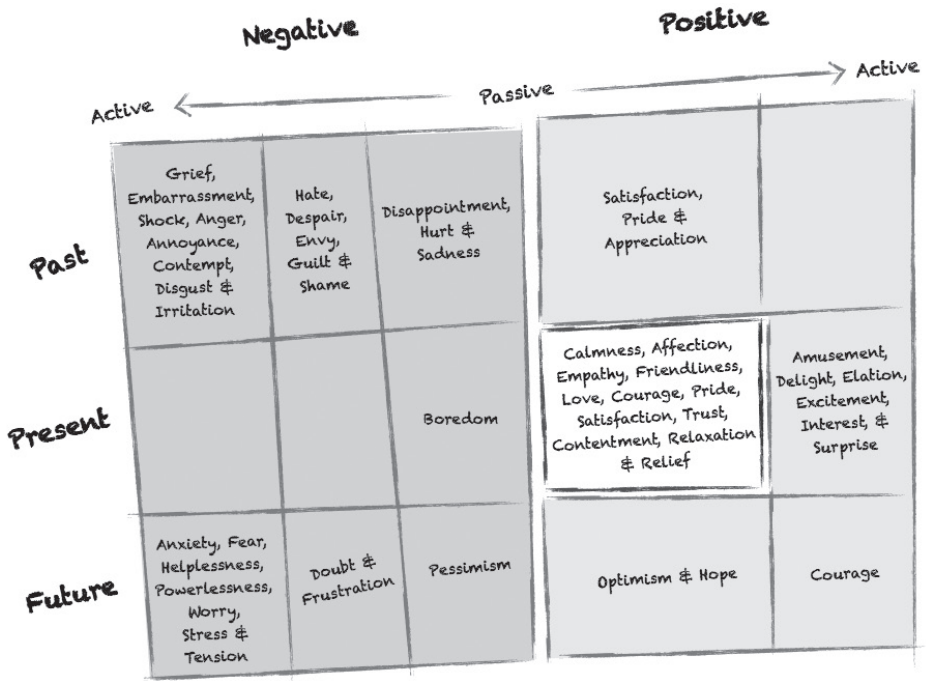 Negative
Positive
Active
Passive
Active
Past
Grief,
Embarrassment,
Shock, Anger,
Annoyance,
Contempt,
Disgust &
Irritation
Hate,
Despair,
Envy,
Guilt &
Shame
Disappointment,
Hurt &
Sadness
Satisfaction,
Pride &
Appreciation
Present
Boredom
Calmness, Affection,
Empathy, Friendliness,
Love, Courage, Pride,
Satisfaction, Trust,
Contentment, Relaxation
& Relief
Amusement,
Delight, Elation,
Excitement,
Interest, &
Surprise
Future
Anxiety, Fear,
Helplessness,
Powerlessness,
Worry,
Stress &
Tension
Doubt &
Frustration
Pessimism
Optimism & Hope
Courage